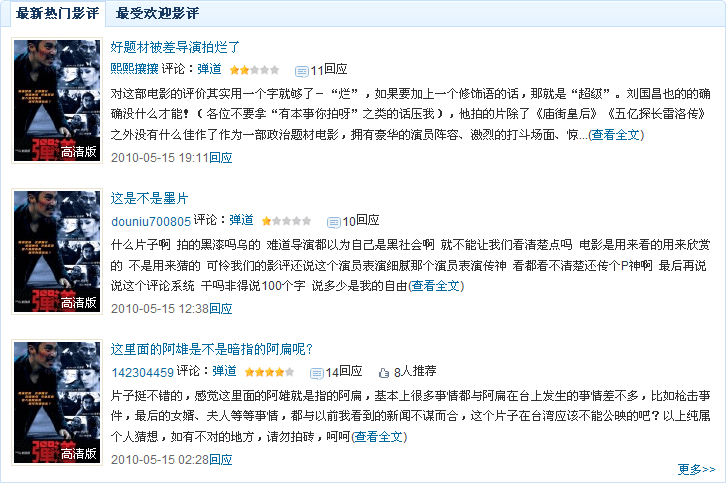 最新热门影评 最受欢迎影评
好题材被差导演拍烂了
熙熙攘攘 评论：弹道 11回应
对这部电影的评价其实用一个字就够了－“烂”，如果要加上一个修饰语的话，那就是“超级”。刘国昌也的的确
确没什么才能！（各位不要拿“有本事你拍呀”之类的话压我），他拍的片除了《庙街皇后》《五亿探长雷洛传》
之外没有什么佳作了作为一部政治题材电影，拥有豪华的演员阵容、激烈的打斗场面、惊...(查看全文)
2010-05-15 19:11回应
彈道
高清版
这是不是墨片
douniu700805 评论：弹道 10回应
什么片子啊 拍的黑漆吗乌的 难道导演都以为自己是黑社会啊 就不能让我们看清楚点吗 电影是用来看的用来欣赏
的 不是用来猜的 可怜我们的影评还说这个演员表演细腻那个演员表演传神 看都看不清楚还传个P神啊 最后再说
说这个评论系统 干吗非得说100个字 说多少是我的自由(查看全文)
2010-05-15 12:38回应
彈道
高清版
这里面的阿雄是不是暗指的阿扁呢？
142304459 评论：弹道 14回应 8人推荐
片子挺不错的，感觉这里面的阿雄就是指的阿扁，基本上很多事情都与阿扁在台上发生的事情差不多，比如枪击事
件，最后的女婿、夫人等等事情，都与以前我看到的新闻不谋而合，这个片子在台湾应该不能公映的吧？以上纯属
个人猜想，如有不对的地方，请勿拍砖，呵呵(查看全文)
2010-05-15 02:28回应
彈道
高清版
更多>>